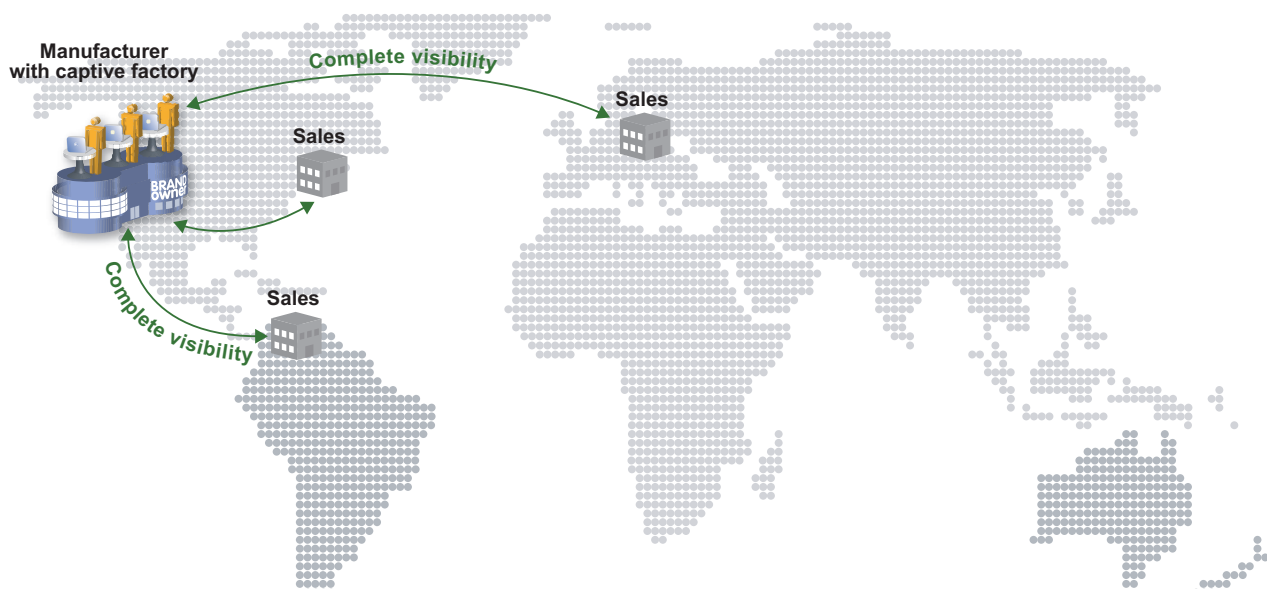 Manufacturer
with captive factory
Complete visibility
Sales
Sales
BRAND
owner
Complete visibility
Sales